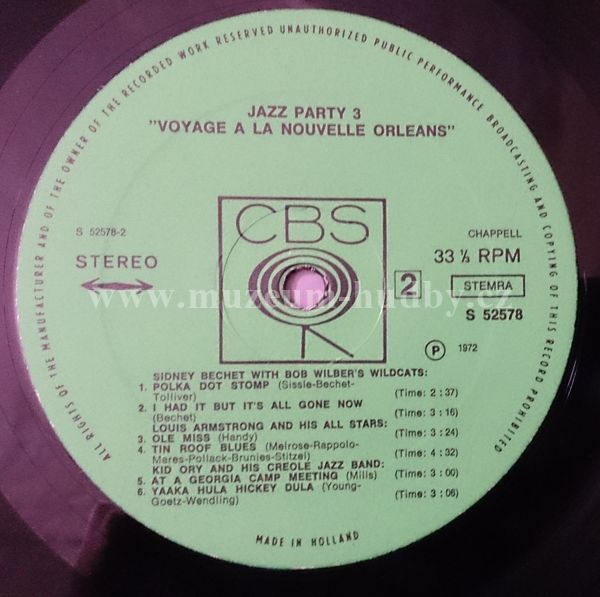 ALL RIGHTS OF THE MANUFACTURER AND OF THE OWNER OF THE RECORDED WORK RESERVED UNAUTHORIZED PUBLIC PERFORMANCE BROADCASTING AND COPYING OF THIS RECORD PROHIBITED
JAZZ PARTY 3
"VOYAGE A LA NOUVELLE ORLEANS"
CBS
S 52578-2
STEREO
CHAPPELL
33 ⅓ RPM
2
STEMRA
S 52578
www.muzeum-hudby.cz
P 1972
SIDNEY BECHET WITH BOB WILBER'S WILDCATS:
1. POLKA DOT STOMP (Sissle-Bechet-
Tolliver) (Time: 2:37)
2. I HAD IT BUT IT'S ALL GONE NOW
(Bechet) (Time: 3:16)
LOUIS ARMSTRONG AND HIS ALL STARS:
3. OLE MISS (Handy) (Time: 3:24)
4. TIN ROOF BLUES (Melrose-Rappolo-
Mares-Pollack-Brunies-Stitzel) (Time: 4:32)
KID ORY AND HIS CREOLE JAZZ BAND:
5. AT A GEORGIA CAMP MEETING (Mills) (Time: 3:00)
6. YAAKA HULA HICKEY DULA (Young-
Goetz-Wendling) (Time: 3:06)
MADE IN HOLLAND